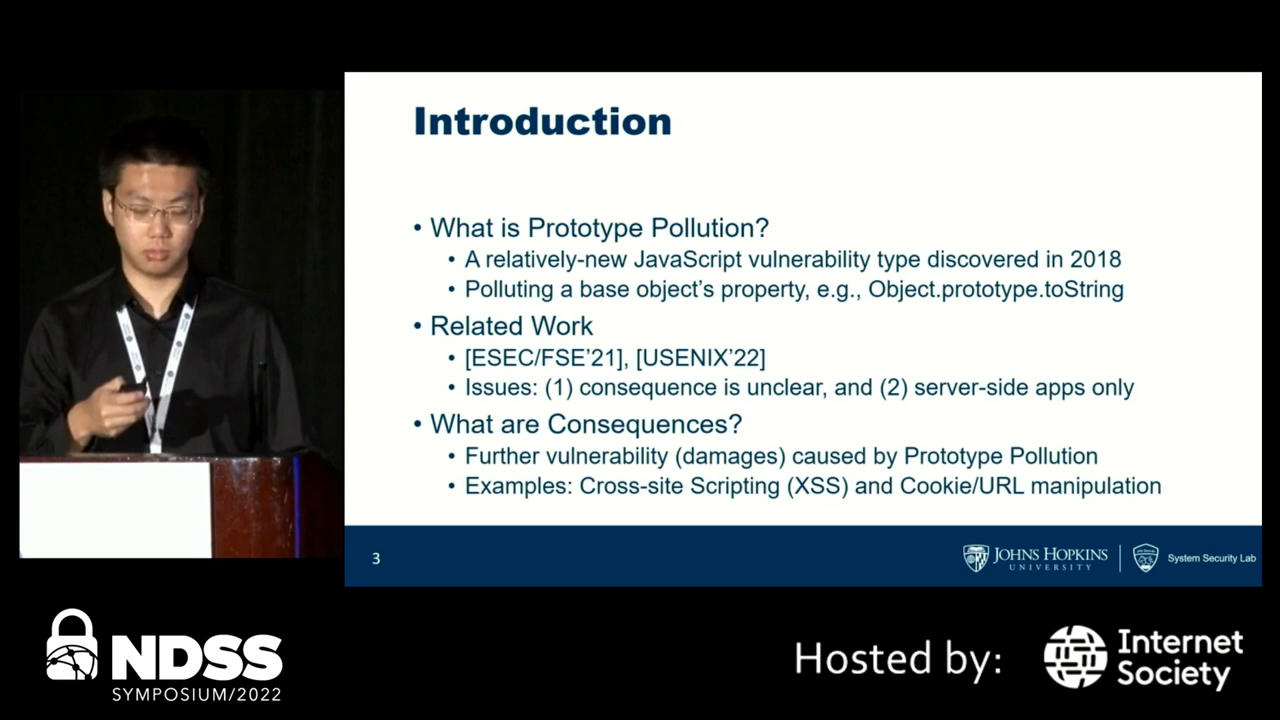 Introduction
• What is Prototype Pollution?
• A relatively-new JavaScript vulnerability type discovered in 2018
• Polluting a base object's property, e.g., Object.prototype.toString
• Related Work
• [ESEC/FSE'21], [USENIX'22]
• Issues: (1) consequence is unclear, and (2) server-side apps only
• What are Consequences?
• Further vulnerability (damages) caused by Prototype Pollution
• Examples: Cross-site Scripting (XSS) and Cookie/URL manipulation
3
JOHNS HOPKINS
UNIVERSITY
System Security Lab
NDSS
SYMPOSIUM/2022
Hosted by:
Internet
Society